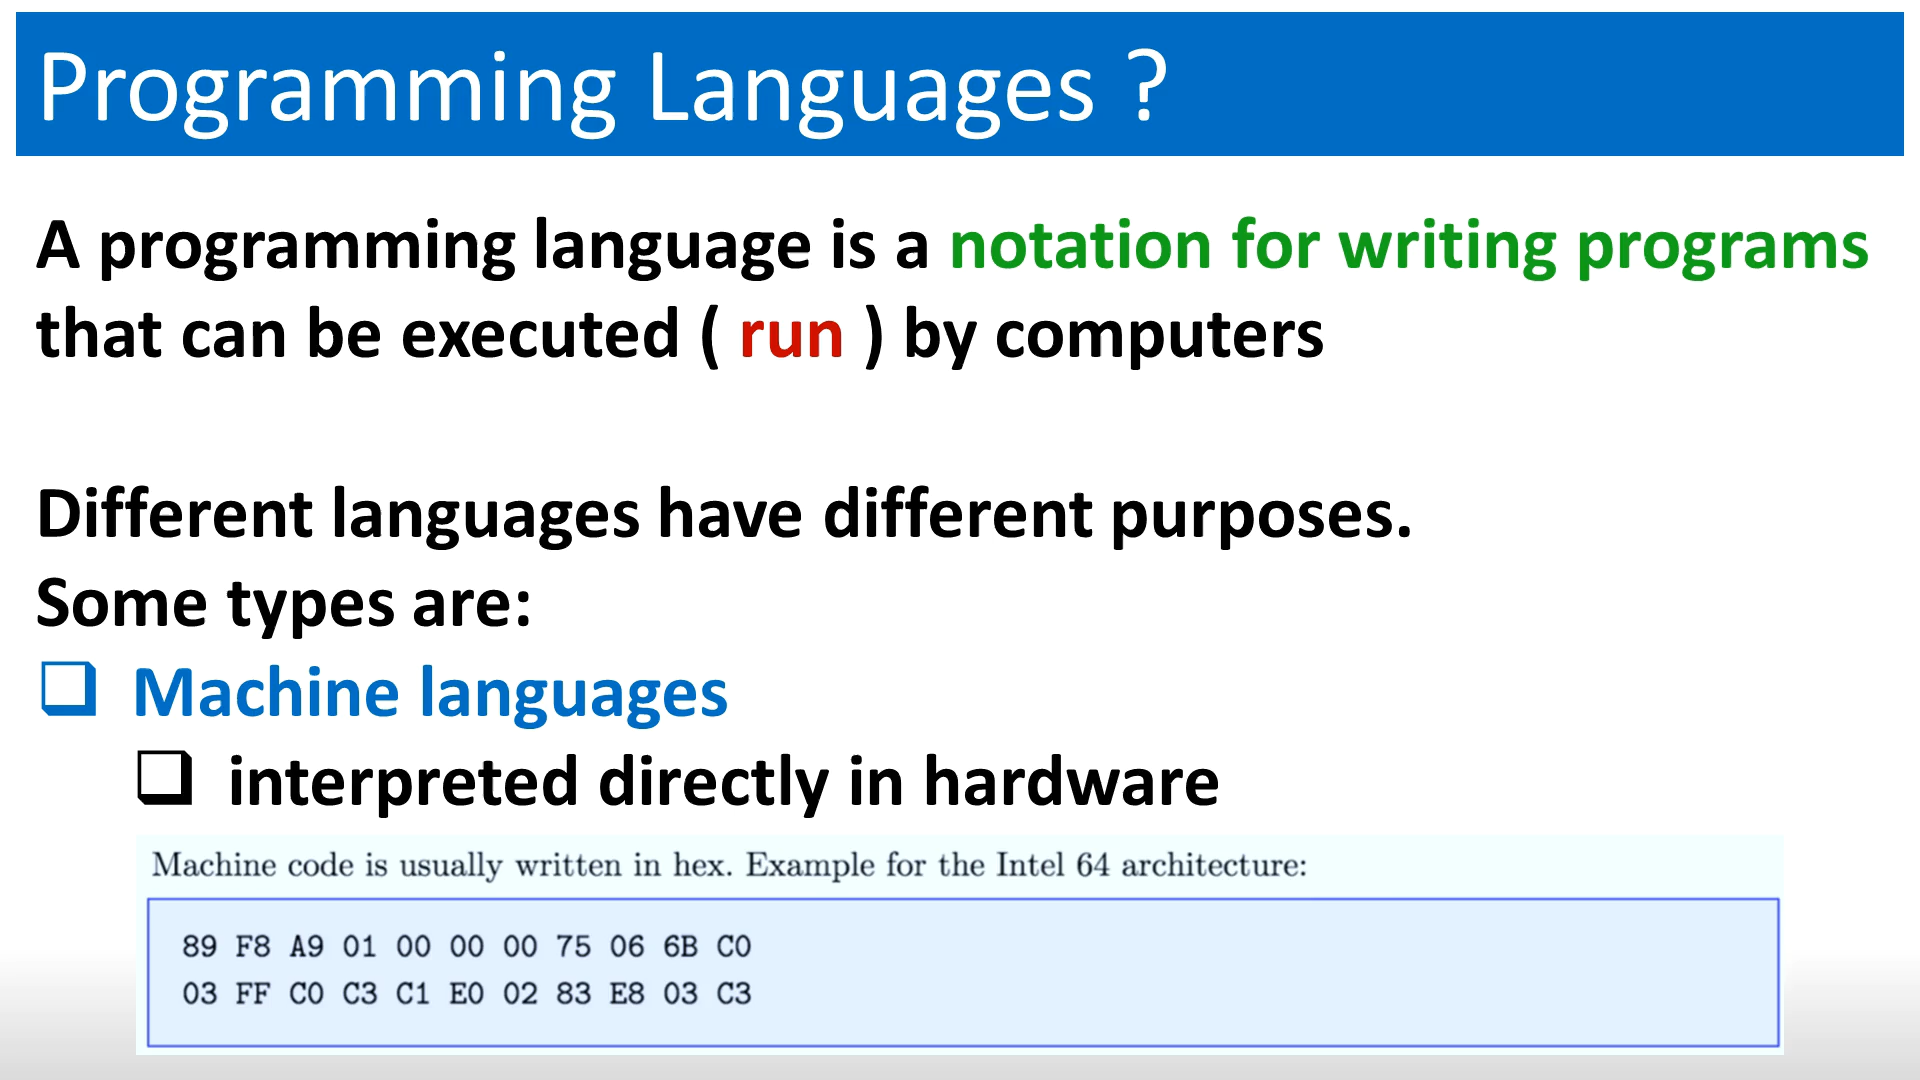 Programming Languages ?
A programming language is a notation for writing programs
that can be executed ( run ) by computers
Different languages have different purposes.
Some types are:
❑ Machine languages
❑ interpreted directly in hardware
Machine code is usually written in hex. Example for the Intel 64 architecture:
89 F8 A9 01 00 00 00 75 06 6B C0
03 FF C0 C3 C1 E0 02 83 E8 03 C3